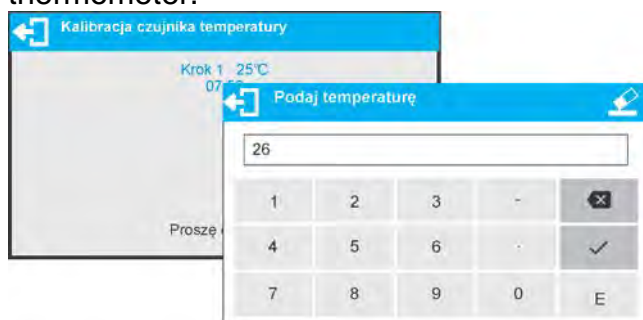 thermometer.
Kalibracja czujnika temperatury
Krok 1 25°C
Podaj temperaturę
26
1 2 3 -
Proszę
4 5 6 .
7 8 9 0 E